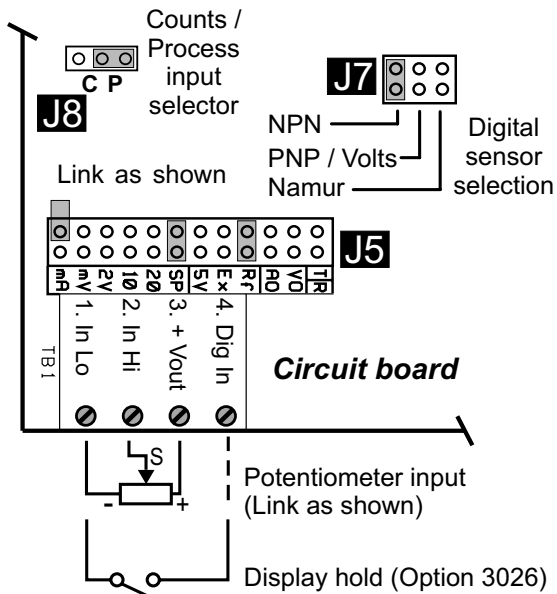 Counts /
Process
input
selector
C P
J8
J7
NPN
PNP / Volts
Namur
Digital
sensor
selection
Link as shown
J5
mA mV 2V 10 20 SP 5V Ex Rf AO VO T/R
TB1
1. In Lo
2. In Hi
3. + Vout
4. Dig In
Circuit board
S
- +
Potentiometer input
(Link as shown)
Display hold (Option 3026)